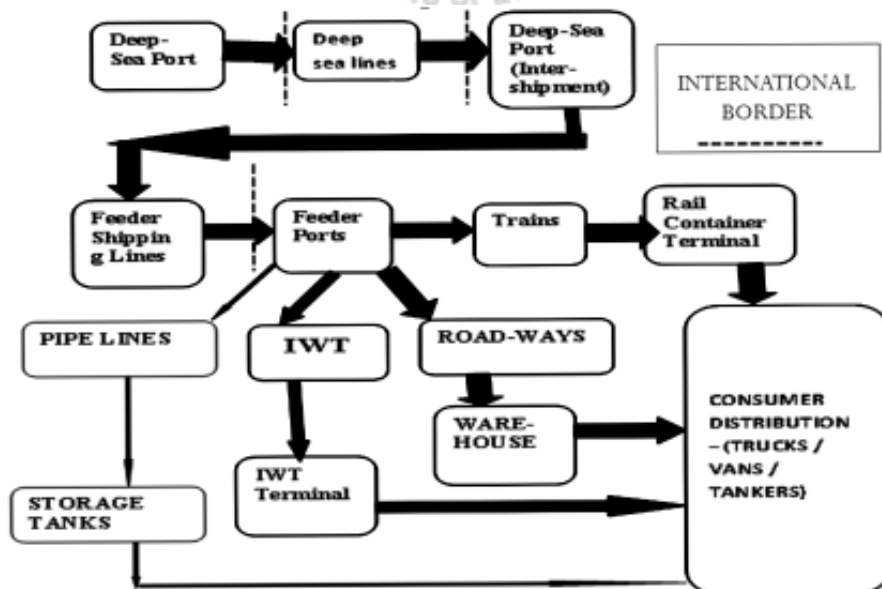 Deep-
Sea Port
Deep
sea lines
Deep-Sea
Port
(Inter-
shipment)
INTERNATIONAL
BORDER
Feeder
Shippin
g Lines
Feeder
Ports
Trains
Rail
Container
Terminal
PIPE LINES
IWT
ROAD-WAYS
WARE-
HOUSE
CONSUMER
DISTRIBUTION
– (TRUCKS /
VANS /
TANKERS)
IWT
Terminal
STORAGE
TANKS